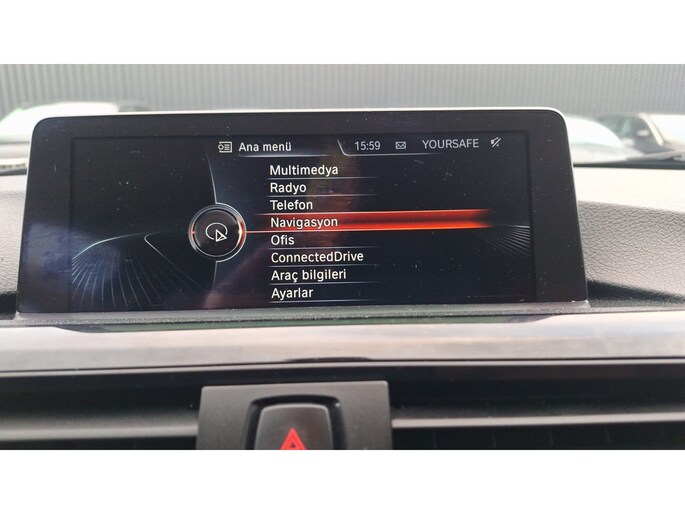 Ana menü 15:59 YOURSAFE
Multimedya
Radyo
Telefon
Navigasyon
Ofis
ConnectedDrive
Araç bilgileri
Ayarlar